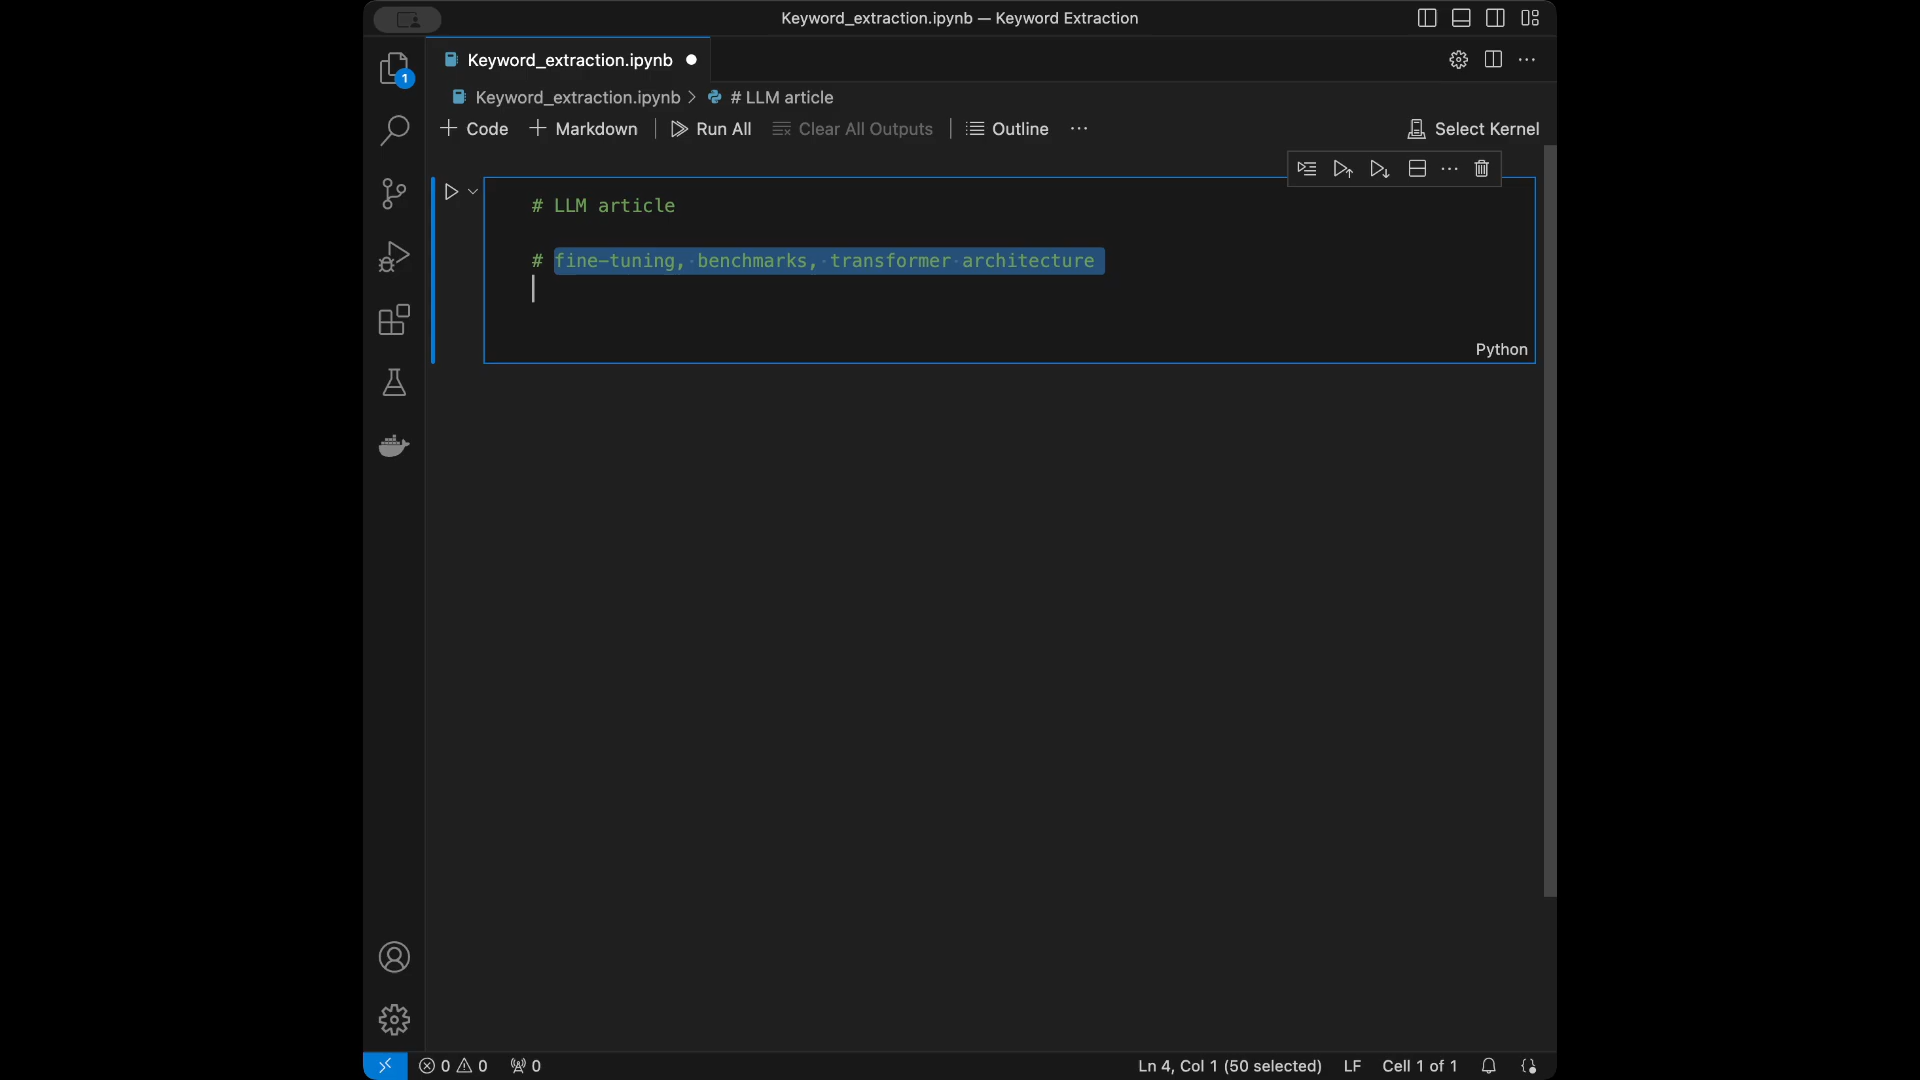 Keyword_extraction.ipynb — Keyword Extraction
Keyword_extraction.ipynb
1
Keyword_extraction.ipynb > # LLM article
Code Markdown Run All Clear All Outputs Outline ··· Select Kernel
# LLM article
# fine-tuning, benchmarks, transformer architecture
Python
0 0 0 Ln 4, Col 1 (50 selected) LF Cell 1 of 1